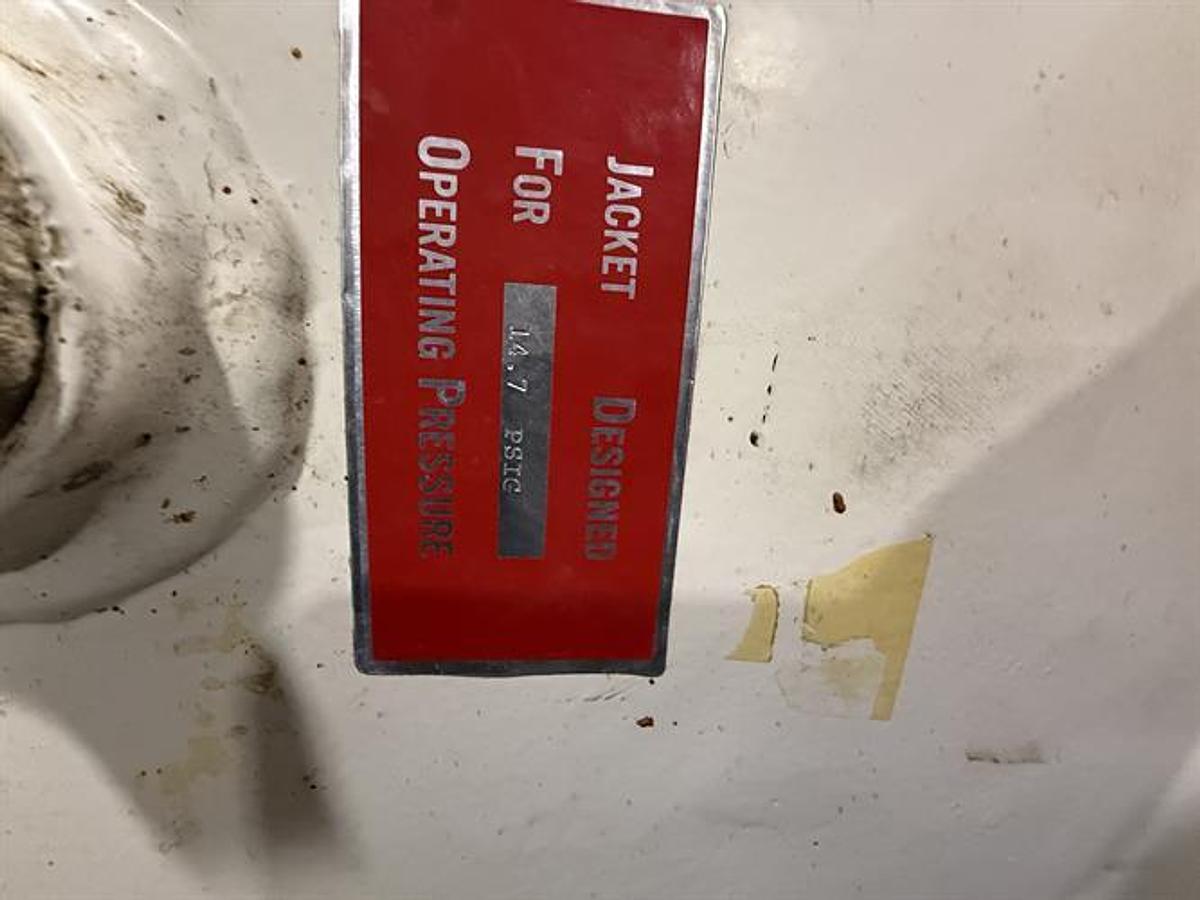 JACKET DESIGNED
FOR 14.7 PSIG
OPERATING PRESSURE